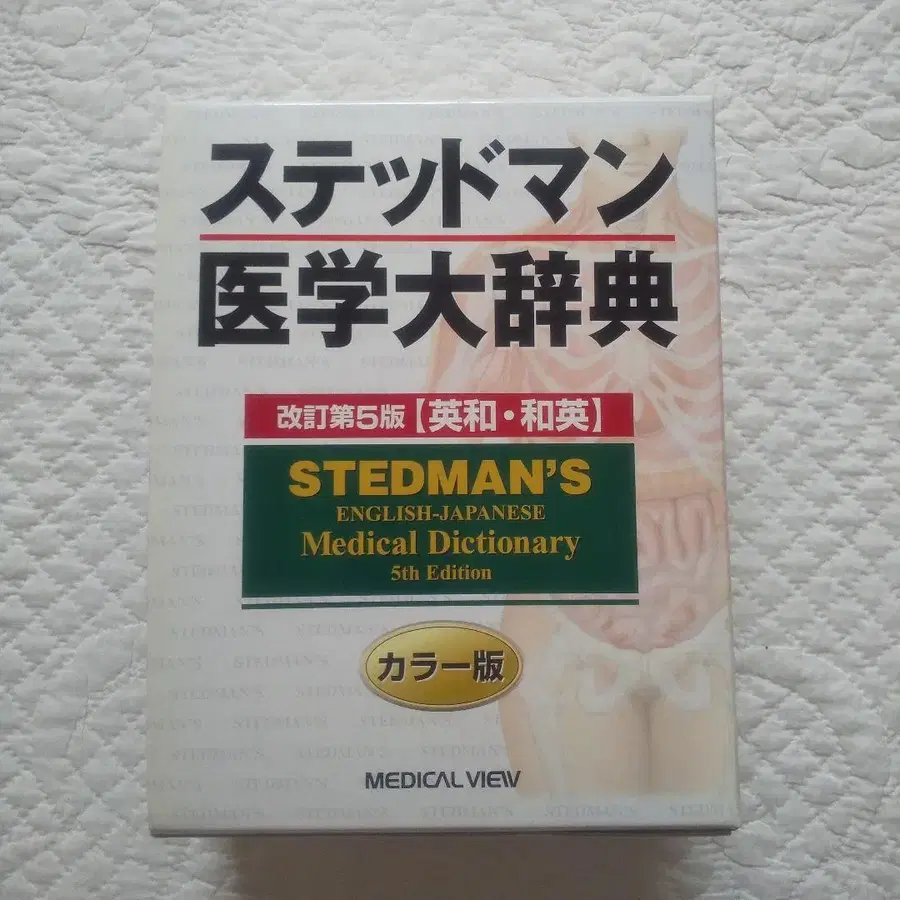 ステッドマン
医学大辞典
改訂第5版【英和・和英】
STEDMAN'S
ENGLISH-JAPANESE
Medical Dictionary
5th Edition
カラー版
MEDICAL VIEW